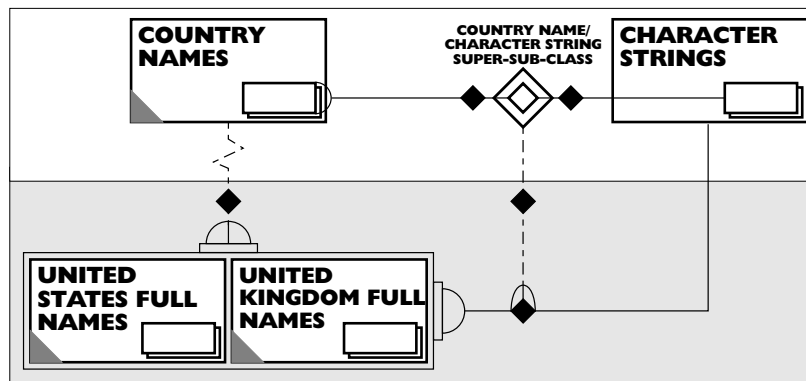 COUNTRY
NAMES
COUNTRY NAME/
CHARACTER STRING
SUPER-SUB-CLASS
CHARACTER
STRINGS
UNITED
STATES FULL
NAMES
UNITED
KINGDOM FULL
NAMES